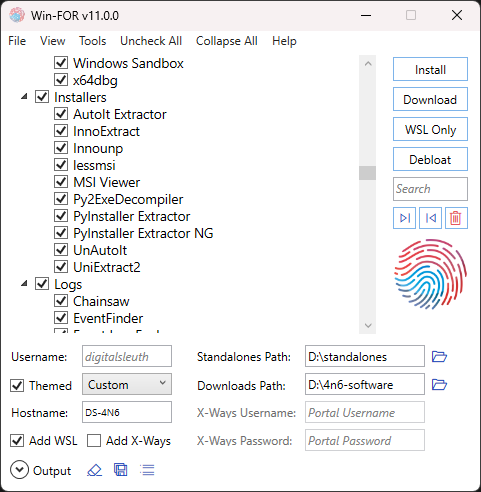 Win-FOR v11.0.0
File View Tools Uncheck All Collapse All Help
Windows Sandbox
x64dbg
Installers
AutoIt Extractor
InnoExtract
Innounp
lessmsi
MSI Viewer
Py2ExeDecompiler
PyInstaller Extractor
PyInstaller Extractor NG
UnAutoIt
UniExtract2
Logs
Chainsaw
EventFinder
Install
Download
WSL Only
Debloat
Search
Username: digitalsleuth Standalones Path: D:\standalones
Themed Custom Downloads Path: D:\4n6-software
Hostname: DS-4N6 X-Ways Username: Portal Username
Add WSL Add X-Ways X-Ways Password: Portal Password
Output